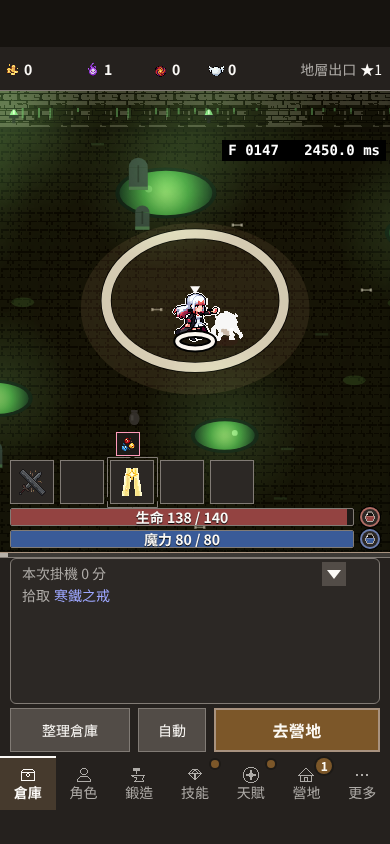 0 1 0 0 地層出口 ★1
F 0147 2450.0 ms
生命 138 / 140
魔力 80 / 80
本次掛機 0 分
拾取 寒鐵之戒
整理倉庫 自動 去營地
1
倉庫 角色 鍛造 技能 天賦 營地 更多